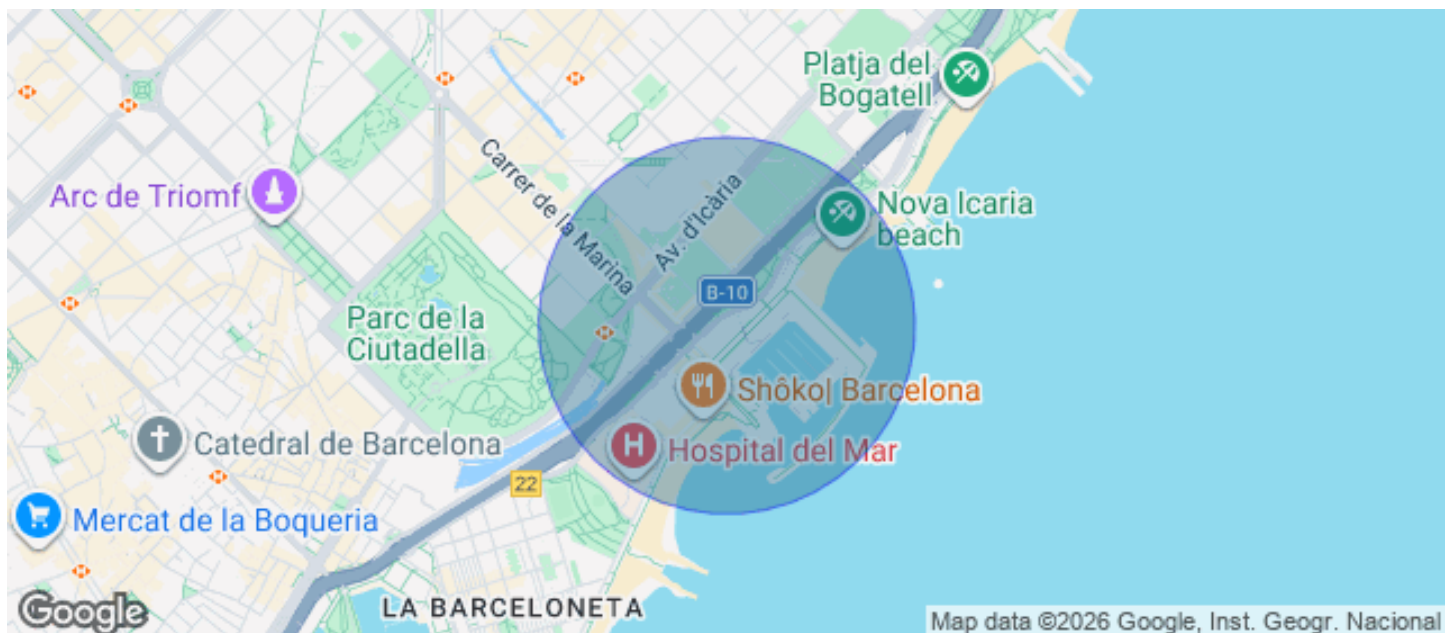 Platja del
Bogatell
Carrer de la Marina
Arc de Triomf
Av. d'Icària
Nova Icaria
beach
B-10
Parc de la
Ciutadella
Shôko| Barcelona
Catedral de Barcelona
Hospital del Mar
22
Mercat de la Boqueria
LA BARCELONETA
Google
Map data ©2026 Google, Inst. Geogr. Nacional